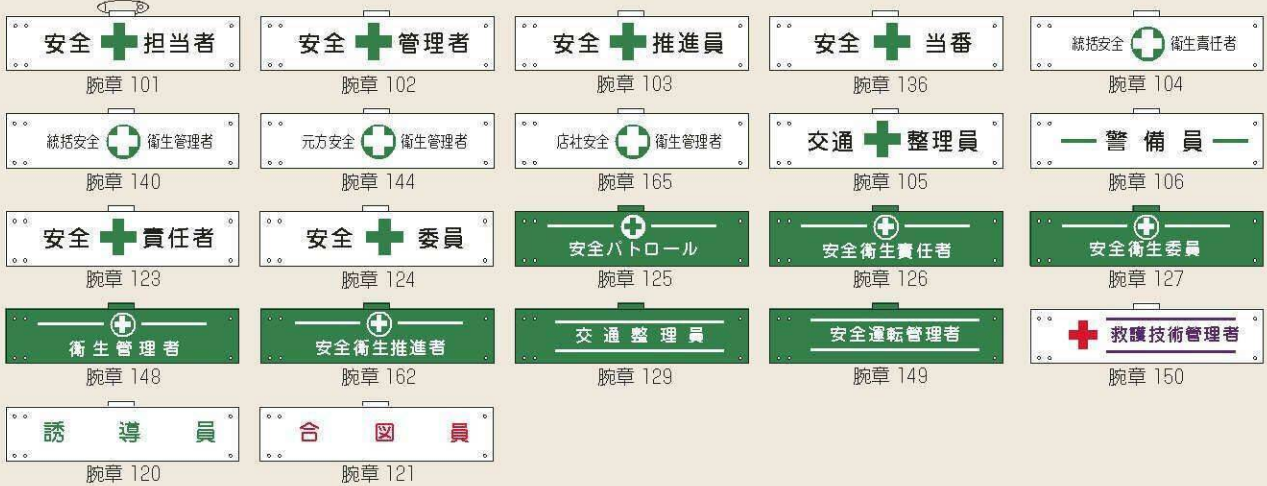 安全 担当者
腕章 101
安全 管理者
腕章 102
安全 推進員
腕章 103
安全 当番
腕章 136
統括安全 衛生責任者
腕章 104
統括安全 衛生管理者
腕章 140
元方安全 衛生管理者
腕章 144
店社安全 衛生管理者
腕章 165
交通 整理員
腕章 105
警備員
腕章 106
安全 責任者
腕章 123
安全 委員
腕章 124
安全パトロール
腕章 125
安全衛生責任者
腕章 126
安全衛生委員
腕章 127
衛生管理者
腕章 148
安全衛生推進者
腕章 162
交通整理員
腕章 129
安全運転管理者
腕章 149
救護技術管理者
腕章 150
誘導員
腕章 120
合図員
腕章 121